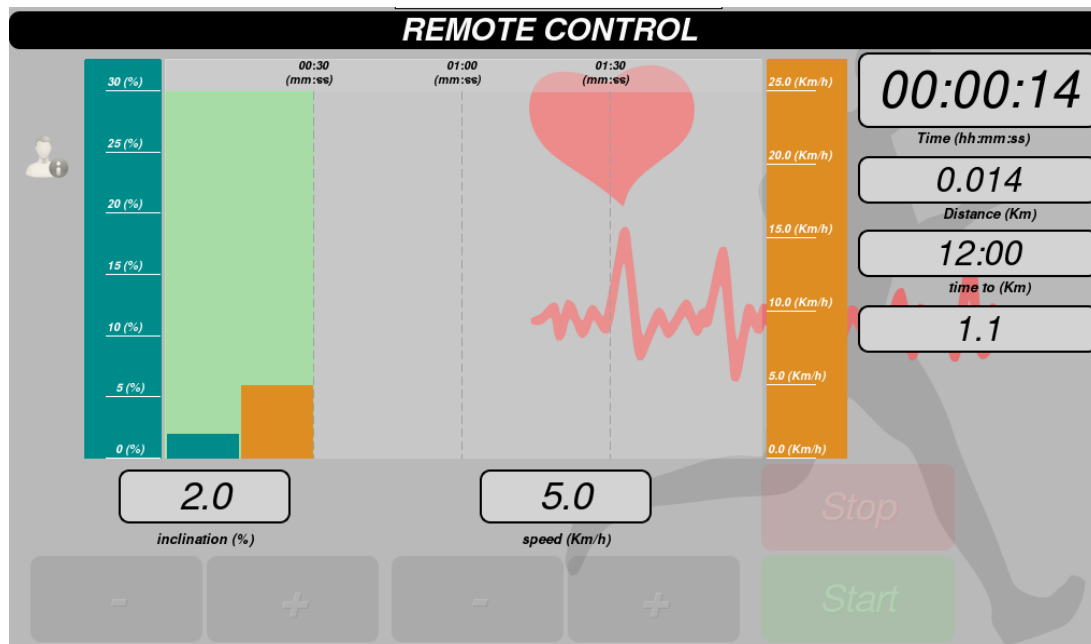 REMOTE CONTROL
00:30
(mm:ss)
01:00
(mm:ss)
01:30
(mm:ss)
30 (%)
25 (%)
20 (%)
15 (%)
10 (%)
5 (%)
0 (%)
25.0 (Km/h)
20.0 (Km/h)
15.0 (Km/h)
10.0 (Km/h)
5.0 (Km/h)
0.0 (Km/h)
00:00:14
Time (hh:mm:ss)
0.014
Distance (Km)
12:00
time to (Km)
1.1
2.0
inclination (%)
5.0
speed (Km/h)
Stop
- + - +
Start